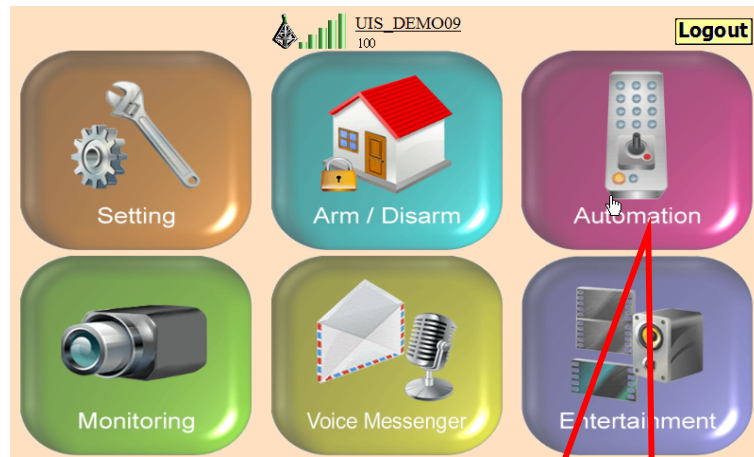 UIS_DEMO09
100
Logout
Setting
Arm / Disarm
Automation
Monitoring
Voice Messenger
Entertainment